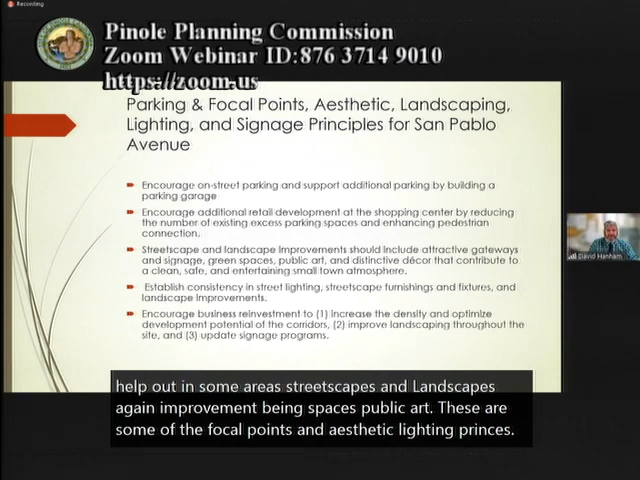 Recording
Pinole Planning Commission
Zoom Webinar ID:876 3714 9010
https://zoom.us
Parking & Focal Points, Aesthetic, Landscaping,
Lighting, and Signage Principles for San Pablo
Avenue
Encourage on-street parking and support additional parking by building a
parking garage
Encourage additional retail development at the shopping center by reducing
the number of existing excess parking spaces and enhancing pedestrian
connection.
Streetscape and landscape improvements should include attractive gateways
and signage, green spaces, public art, and distinctive décor that contribute to
a clean, safe, and entertaining small town atmosphere.
Establish consistency in street lighting, streetscape furnishings and fixtures, and
landscape improvements.
Encourage business reinvestment to (1) increase the density and optimize
development potential of the corridors, (2) improve landscaping throughout the
site, and (3) update signage programs.
David Hanham
help out in some areas streetscapes and Landscapes
again improvement being spaces public art. These are
some of the focal points and aesthetic lighting princes.